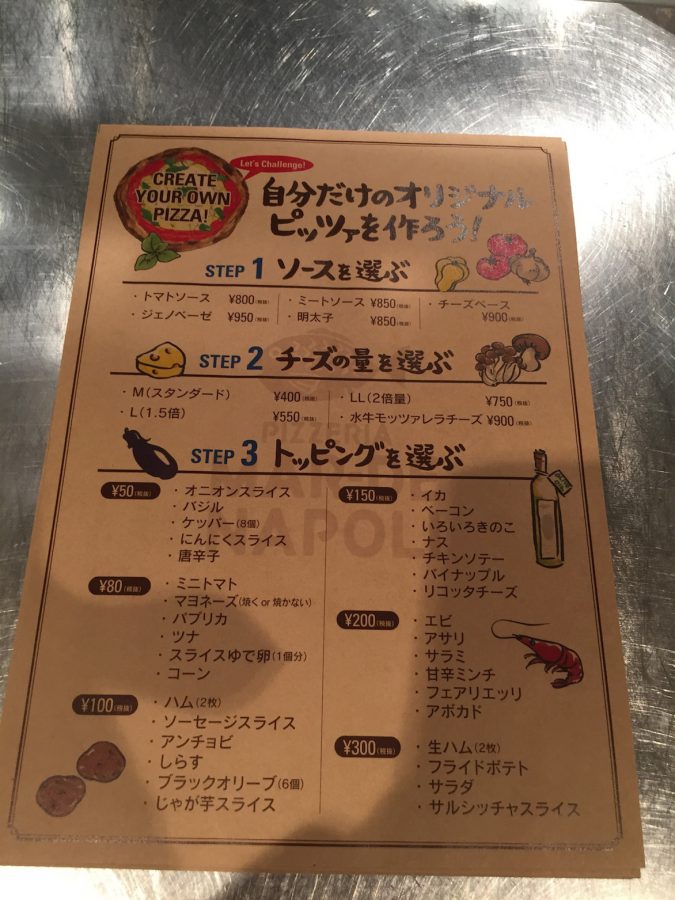 CREATE
YOUR OWN
PIZZA!
Let's Challenge!
自分だけのオリジナル
ピッツァを作ろう!
STEP 1 ソースを選ぶ
・トマトソース ¥800(税抜)
・ジェノベーゼ ¥950(税抜)
・ミートソース ¥850(税抜)
・明太子 ¥850(税抜)
・チーズベース
¥900(税抜)
STEP 2 チーズの量を選ぶ
・M(スタンダード) ¥400(税抜)
・L(1.5倍) ¥550(税抜)
・LL(2倍量) ¥750(税抜)
・水牛モッツァレラチーズ ¥900(税抜)
PIZZERIA
NAPOLI
STEP 3 トッピングを選ぶ
¥50(税抜)
・オニオンスライス
・バジル
・ケッパー(8個)
・にんにくスライス
・唐辛子
¥80(税抜)
・ミニトマト
・マヨネーズ(焼く or 焼かない)
・パプリカ
・ツナ
・スライスゆで卵(1個分)
・コーン
¥100(税抜)
・ハム(2枚)
・ソーセージスライス
・アンチョビ
・しらす
・ブラックオリーブ(6個)
・じゃが芋スライス
¥150(税抜)
・イカ
・ベーコン
・いろいろきのこ
・ナス
・チキンソテー
・パイナップル
・リコッタチーズ
¥200(税抜)
・エビ
・アサリ
・サラミ
・甘辛ミンチ
・フェアリエッリ
・アボカド
¥300(税抜)
・生ハム(2枚)
・フライドポテト
・サラダ
・サルシッチャスライス